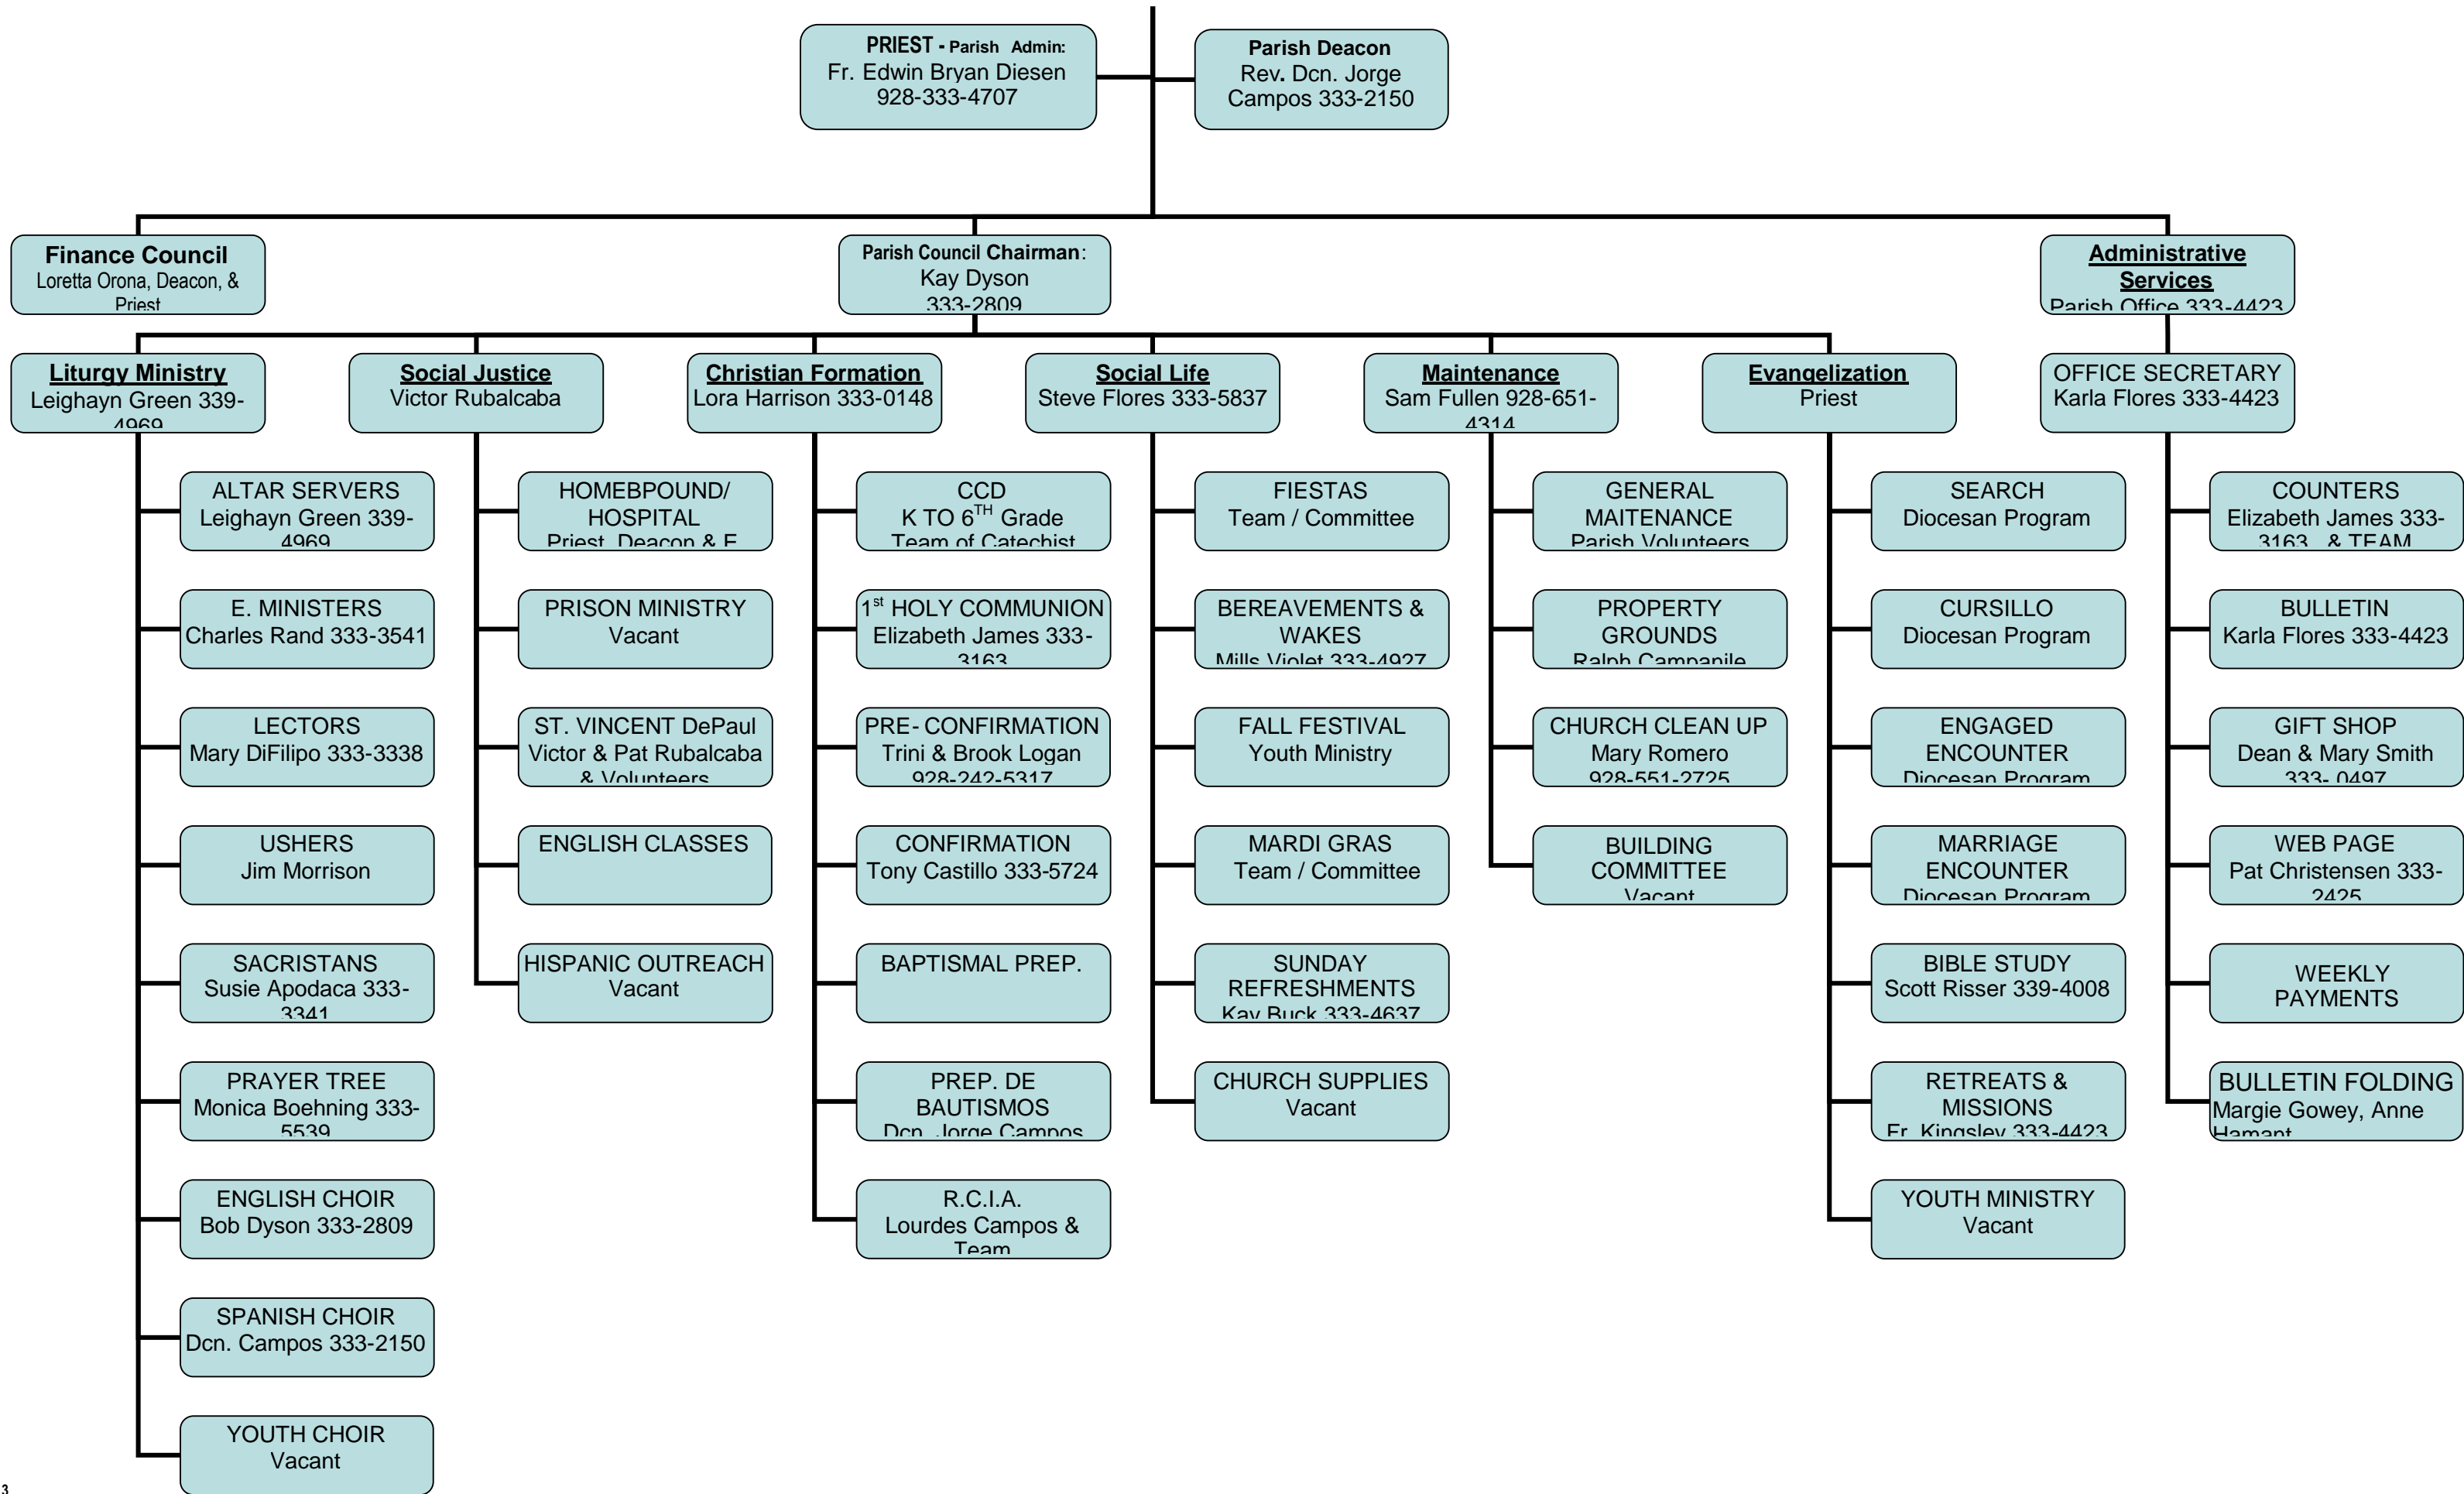 PRIEST - Parish Admin:
Fr. Edwin Bryan Diesen
928-333-4707
Parish Deacon
Rev. Dcn. Jorge
Campos 333-2150
Finance Council
Loretta Orona, Deacon, &
Priest
Parish Council Chairman:
Kay Dyson
333-2809
Administrative
Services
Parish Office 333-4423
Liturgy Ministry
Leighayn Green 339-
4969
Social Justice
Victor Rubalcaba
Christian Formation
Lora Harrison 333-0148
Social Life
Steve Flores 333-5837
Maintenance
Sam Fullen 928-651-
4314
Evangelization
Priest
OFFICE SECRETARY
Karla Flores 333-4423
ALTAR SERVERS
Leighayn Green 339-
4969
E. MINISTERS
Charles Rand 333-3541
LECTORS
Mary DiFilipo 333-3338
USHERS
Jim Morrison
SACRISTANS
Susie Apodaca 333-
3341
PRAYER TREE
Monica Boehning 333-
5539
ENGLISH CHOIR
Bob Dyson 333-2809
SPANISH CHOIR
Dcn. Campos 333-2150
YOUTH CHOIR
Vacant
HOMEBPOUND/
HOSPITAL
Priest, Deacon & E
PRISON MINISTRY
Vacant
ST. VINCENT DePaul
Victor & Pat Rubalcaba
& Volunteers
ENGLISH CLASSES
HISPANIC OUTREACH
Vacant
CCD
K TO 6TH Grade
Team of Catechist
1st HOLY COMMUNION
Elizabeth James 333-
3163
PRE- CONFIRMATION
Trini & Brook Logan
928-242-5317
CONFIRMATION
Tony Castillo 333-5724
BAPTISMAL PREP.
PREP. DE
BAUTISMOS
Dcn. Jorge Campos
R.C.I.A.
Lourdes Campos &
Team
FIESTAS
Team / Committee
BEREAVEMENTS &
WAKES
Mills Violet 333-4927
FALL FESTIVAL
Youth Ministry
MARDI GRAS
Team / Committee
SUNDAY
REFRESHMENTS
Kay Buck 333-4637
CHURCH SUPPLIES
Vacant
GENERAL
MAITENANCE
Parish Volunteers
PROPERTY
GROUNDS
Ralph Campanile
CHURCH CLEAN UP
Mary Romero
928-551-2725
BUILDING
COMMITTEE
Vacant
SEARCH
Diocesan Program
CURSILLO
Diocesan Program
ENGAGED
ENCOUNTER
Diocesan Program
MARRIAGE
ENCOUNTER
Diocesan Program
BIBLE STUDY
Scott Risser 339-4008
RETREATS &
MISSIONS
Fr. Kingsley 333-4423
YOUTH MINISTRY
Vacant
COUNTERS
Elizabeth James 333-
3163 & TEAM
BULLETIN
Karla Flores 333-4423
GIFT SHOP
Dean & Mary Smith
333- 0497
WEB PAGE
Pat Christensen 333-
2425
WEEKLY
PAYMENTS
BULLETIN FOLDING
Margie Gowey, Anne
Hamant
3